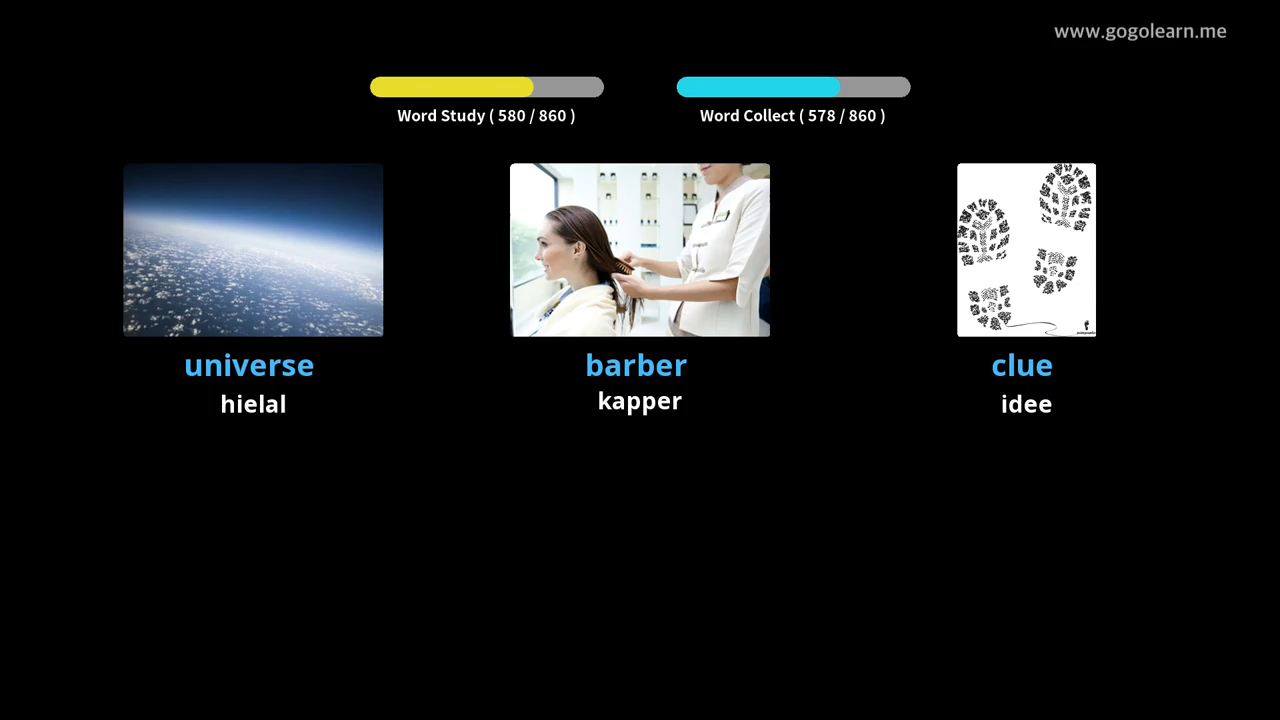 www.gogolearn.me
Word Study ( 580 / 860 )
Word Collect ( 578 / 860 )
universe
hielal
barber
kapper
clue
idee